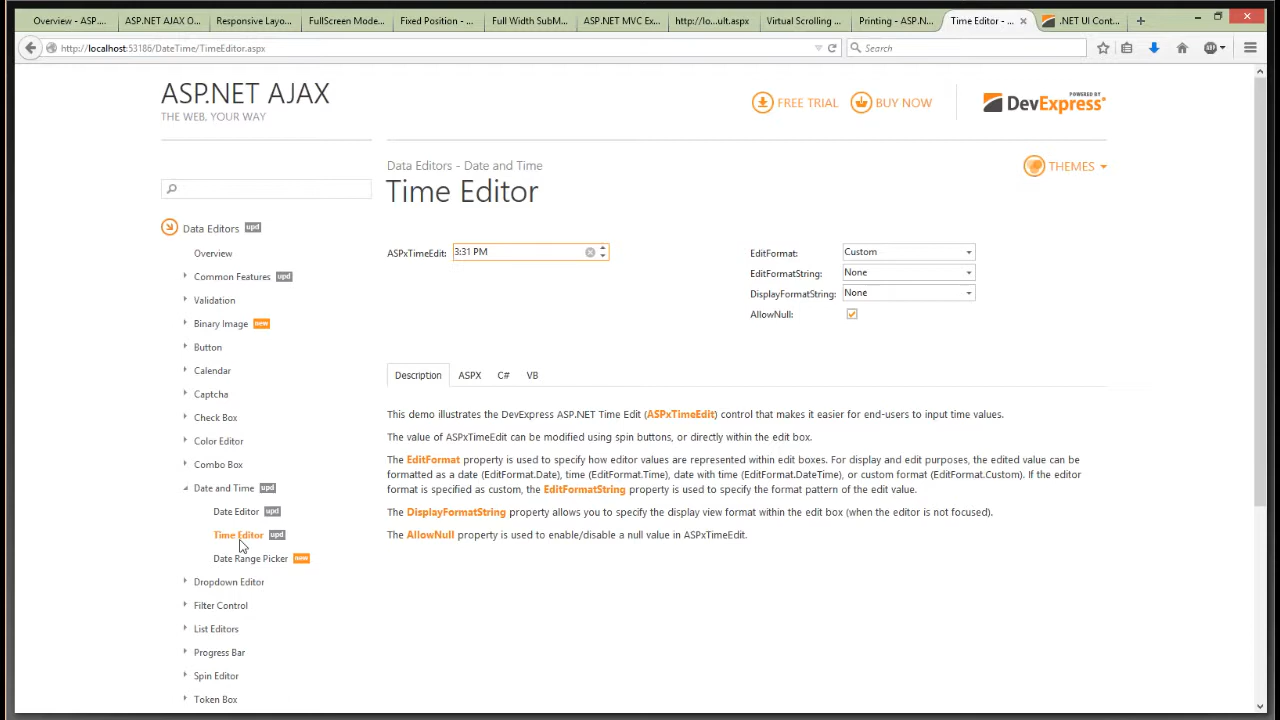 Overview - ASP....
ASP.NET AJAX O...
Responsive Layo...
FullScreen Mode...
Fixed Position - ...
Full Width SubM...
ASP.NET MVC Ex...
http://lo...ult.aspx
Virtual Scrolling ...
Printing - ASP.N...
Time Editor - ...
.NET UI Cont...
http://localhost:53186/DateTime/TimeEditor.aspx
Search
ABP
ASP.NET AJAX
THE WEB, YOUR WAY
FREE TRIAL
BUY NOW
POWERED BY
DevExpress
Data Editors - Date and Time
THEMES
Time Editor
Data Editors upd
Overview
Common Features upd
Validation
Binary Image new
Button
Calendar
Captcha
Check Box
Color Editor
Combo Box
Date and Time upd
Date Editor upd
Time Editor upd
Date Range Picker new
Dropdown Editor
Filter Control
List Editors
Progress Bar
Spin Editor
Token Box
ASPxTimeEdit: 3:31 PM
EditFormat: Custom
EditFormatString: None
DisplayFormatString: None
AllowNull:
Description ASPX C# VB
This demo illustrates the DevExpress ASP.NET Time Edit (ASPxTimeEdit) control that makes it easier for end-users to input time values.
The value of ASPxTimeEdit can be modified using spin buttons, or directly within the edit box.
The EditFormat property is used to specify how editor values are represented within edit boxes. For display and edit purposes, the edited value can be
formatted as a date (EditFormat.Date), time (EditFormat.Time), date with time (EditFormat.DateTime), or custom format (EditFormat.Custom). If the editor
format is specified as custom, the EditFormatString property is used to specify the format pattern of the edit value.
The DisplayFormatString property allows you to specify the display view format within the edit box (when the editor is not focused).
The AllowNull property is used to enable/disable a null value in ASPxTimeEdit.